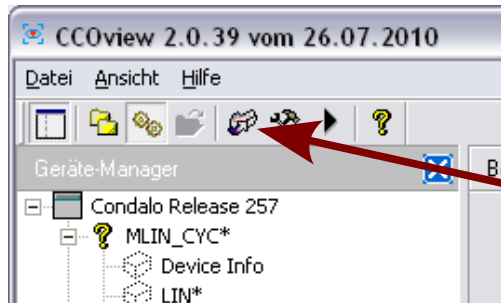 CCOview 2.0.39 vom 26.07.2010
Datei Ansicht Hilfe
Geräte-Manager
B
Condalo Release 257
MLIN_CYC*
Device Info
LIN*